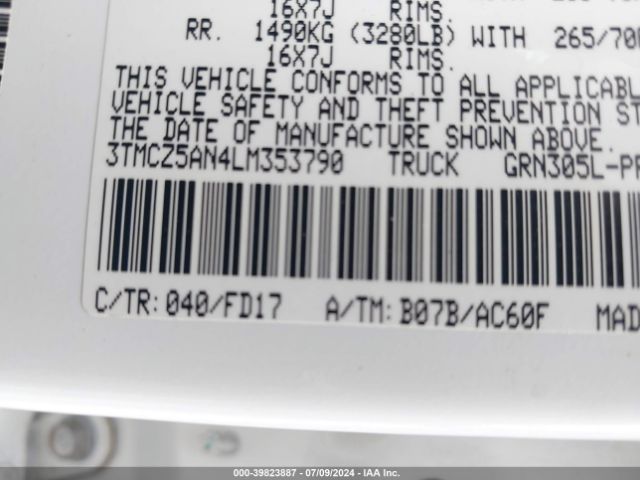 16X7J RIMS.
RR. 1490KG (3280LB) WITH 265/70
16X7J RIMS.
THIS VEHICLE CONFORMS TO ALL APPLICABLE
VEHICLE SAFETY AND THEFT PREVENTION ST
THE DATE OF MANUFACTURE SHOWN ABOVE.
3TMCZ5AN4LM353790 TRUCK GRN305L-PR
C/TR: 040/FD17 A/TM: B07B/AC60F MAD
000-39823887 - 07/09/2024 - IAA Inc.